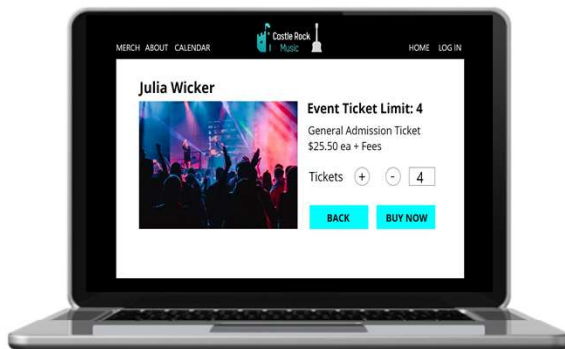 Castle Rock
Music
MERCH ABOUT CALENDAR
HOME LOG IN
Julia Wicker
Event Ticket Limit: 4
General Admission Ticket
$25.50 ea + Fees
Tickets + - 4
BACK BUY NOW